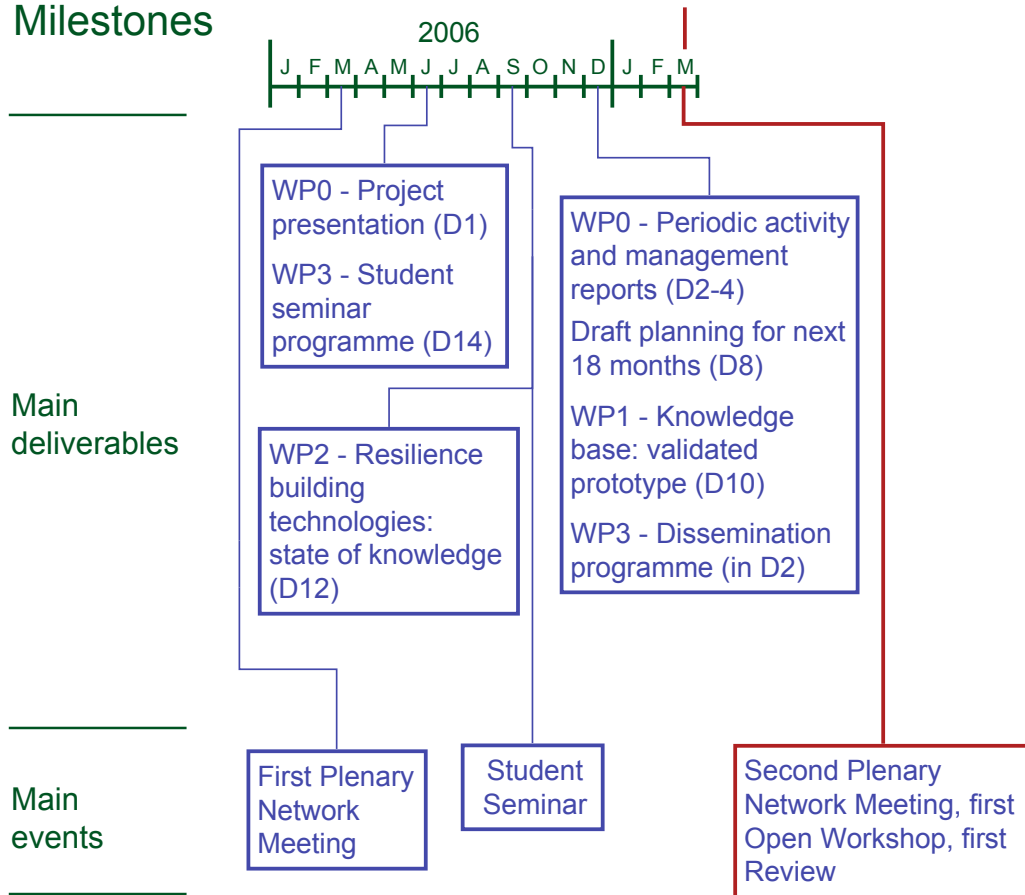 Milestones
2006
J F M A M J J A S O N D J F M
Main
deliverables
WP0 - Project
presentation (D1)
WP3 - Student
seminar
programme (D14)
WP2 - Resilience
building
technologies:
state of knowledge
(D12)
WP0 - Periodic activity
and management
reports (D2-4)
Draft planning for next
18 months (D8)
WP1 - Knowledge
base: validated
prototype (D10)
WP3 - Dissemination
programme (in D2)
Main
events
First Plenary
Network
Meeting
Student
Seminar
Second Plenary
Network Meeting, first
Open Workshop, first
Review